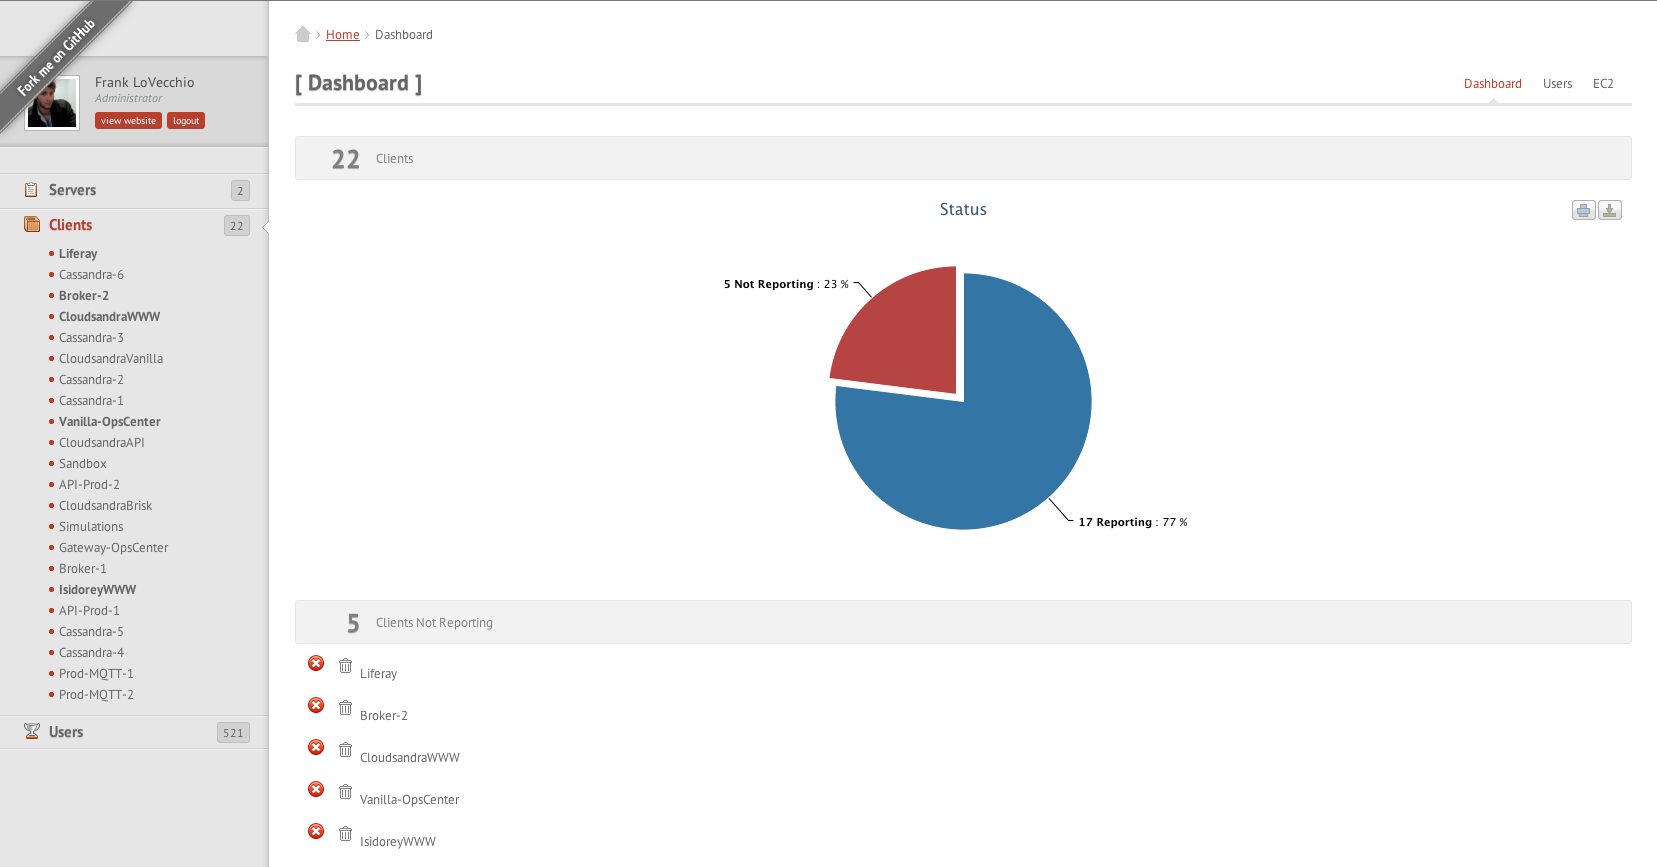 Fork me on GitHub
Frank LoVecchio
Administrator
view website logout
Servers 2
Clients 22
Liferay
Cassandra-6
Broker-2
CloudsandraWWW
Cassandra-3
CloudsandraVanilla
Cassandra-2
Cassandra-1
Vanilla-OpsCenter
CloudsandraAPI
Sandbox
API-Prod-2
CloudsandraBrisk
Simulations
Gateway-OpsCenter
Broker-1
IsidoreyWWW
API-Prod-1
Cassandra-5
Cassandra-4
Prod-MQTT-1
Prod-MQTT-2
Users 521
Home Dashboard
[ Dashboard ]
Dashboard Users EC2
22 Clients
Status
5 Not Reporting : 23 %
17 Reporting : 77 %
5 Clients Not Reporting
Liferay
Broker-2
CloudsandraWWW
Vanilla-OpsCenter
IsidoreyWWW